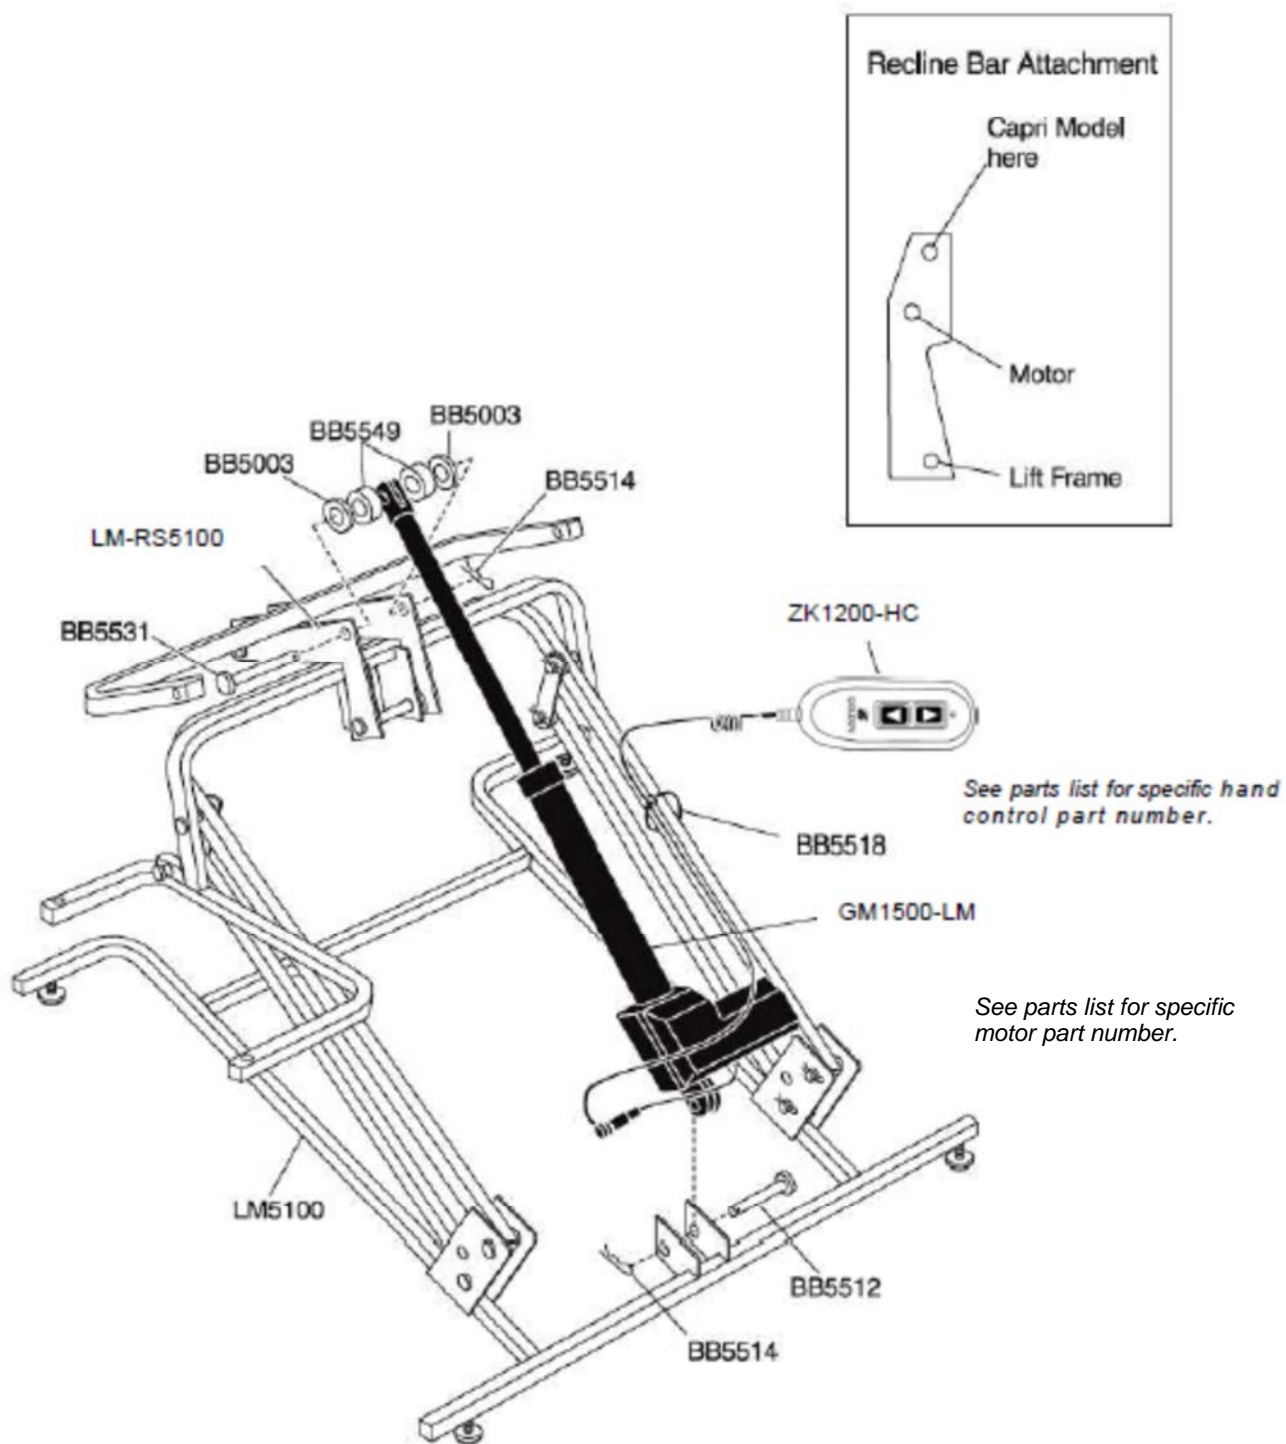 Recline Bar Attachment
Capri Model
here
Motor
Lift Frame
BB5003
BB5549
BB5003
BB5514
LM-RS5100
BB5531
ZK1200-HC
See parts list for specific hand
control part number.
BB5518
GM1500-LM
See parts list for specific
motor part number.
LM5100
BB5512
BB5514